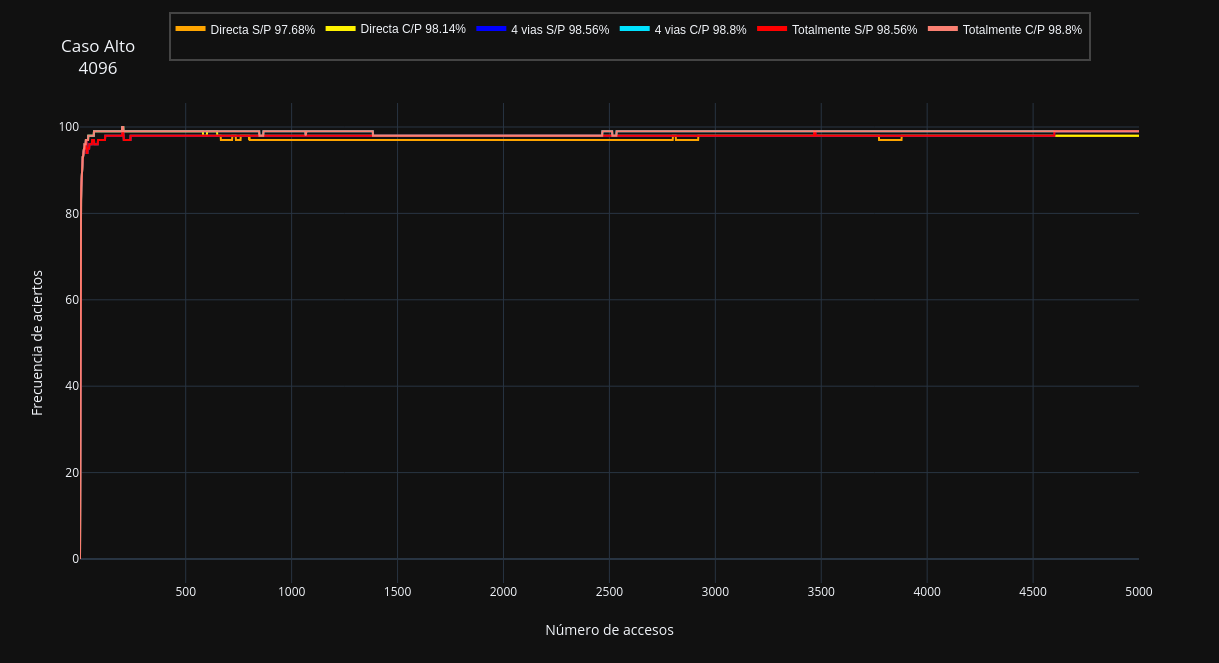 Caso Alto
4096
Directa S/P 97.68% Directa C/P 98.14% 4 vias S/P 98.56% 4 vias C/P 98.8% Totalmente S/P 98.56% Totalmente C/P 98.8%
Frecuencia de aciertos
100
80
60
40
20
0
500 1000 1500 2000 2500 3000 3500 4000 4500 5000
Número de accesos